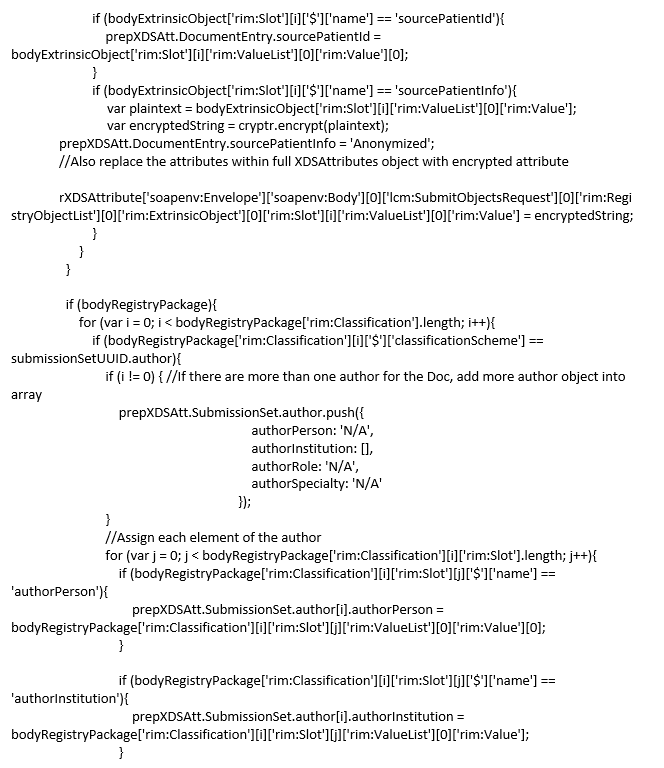 if (bodyExtrinsicObject['rim:Slot'][i]['$']['name'] == 'sourcePatientId'){
prepXDSAtt.DocumentEntry.sourcePatientId =
bodyExtrinsicObject['rim:Slot'][i]['rim:ValueList'][0]['rim:Value'][0];
}
if (bodyExtrinsicObject['rim:Slot'][i]['$']['name'] == 'sourcePatientInfo'){
var plaintext = bodyExtrinsicObject['rim:Slot'][i]['rim:ValueList'][0]['rim:Value'];
var encryptedString = cryptr.encrypt(plaintext);
prepXDSAtt.DocumentEntry.sourcePatientInfo = 'Anonymized';
//Also replace the attributes within full XDSAttributes object with encrypted attribute
rXDSAttribute['soapenv:Envelope']['soapenv:Body'][0]['lcm:SubmitObjectsRequest'][0]['rim:Regi
stryObjectList'][0]['rim:ExtrinsicObject'][0]['rim:Slot'][i]['rim:ValueList'][0]['rim:Value'] = encryptedString;
}
}
}
if (bodyRegistryPackage){
for (var i = 0; i < bodyRegistryPackage['rim:Classification'].length; i++){
if (bodyRegistryPackage['rim:Classification'][i]['$']['classificationScheme'] ==
submissionSetUUID.author){
if (i != 0) { //If there are more than one author for the Doc, add more author object into
array
prepXDSAtt.SubmissionSet.author.push({
authorPerson: 'N/A',
authorInstitution: [],
authorRole: 'N/A',
authorSpecialty: 'N/A'
});
}
//Assign each element of the author
for (var j = 0; j < bodyRegistryPackage['rim:Classification'][i]['rim:Slot'].length; j++){
if (bodyRegistryPackage['rim:Classification'][i]['rim:Slot'][j]['$']['name'] ==
'authorPerson'){
prepXDSAtt.SubmissionSet.author[i].authorPerson =
bodyRegistryPackage['rim:Classification'][i]['rim:Slot'][j]['rim:ValueList'][0]['rim:Value'][0];
}
if (bodyRegistryPackage['rim:Classification'][i]['rim:Slot'][j]['$']['name'] ==
'authorInstitution'){
prepXDSAtt.SubmissionSet.author[i].authorInstitution =
bodyRegistryPackage['rim:Classification'][i]['rim:Slot'][j]['rim:ValueList'][0]['rim:Value'];
}